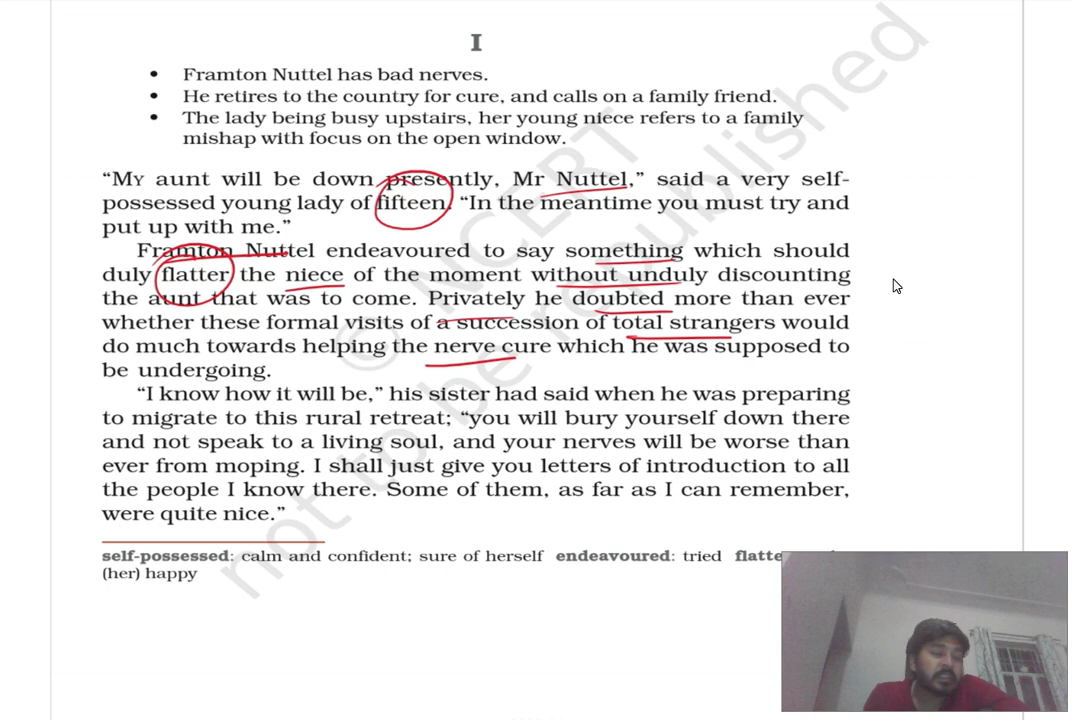 I
• Framton Nuttel has bad nerves.
• He retires to the country for cure, and calls on a family friend.
• The lady being busy upstairs, her young niece refers to a family
mishap with focus on the open window.
“MY aunt will be down presently, Mr Nuttel,” said a very self-
possessed young lady of fifteen. “In the meantime you must try and
put up with me.”
Framton Nuttel endeavoured to say something which should
duly flatter the niece of the moment without unduly discounting
the aunt that was to come. Privately he doubted more than ever
whether these formal visits of a succession of total strangers would
do much towards helping the nerve cure which he was supposed to
be undergoing.
“I know how it will be,” his sister had said when he was preparing
to migrate to this rural retreat; “you will bury yourself down there
and not speak to a living soul, and your nerves will be worse than
ever from moping. I shall just give you letters of introduction to all
the people I know there. Some of them, as far as I can remember,
were quite nice.”
self-possessed: calm and confident; sure of herself endeavoured: tried
(her) happy
© NCERT
not to be republished